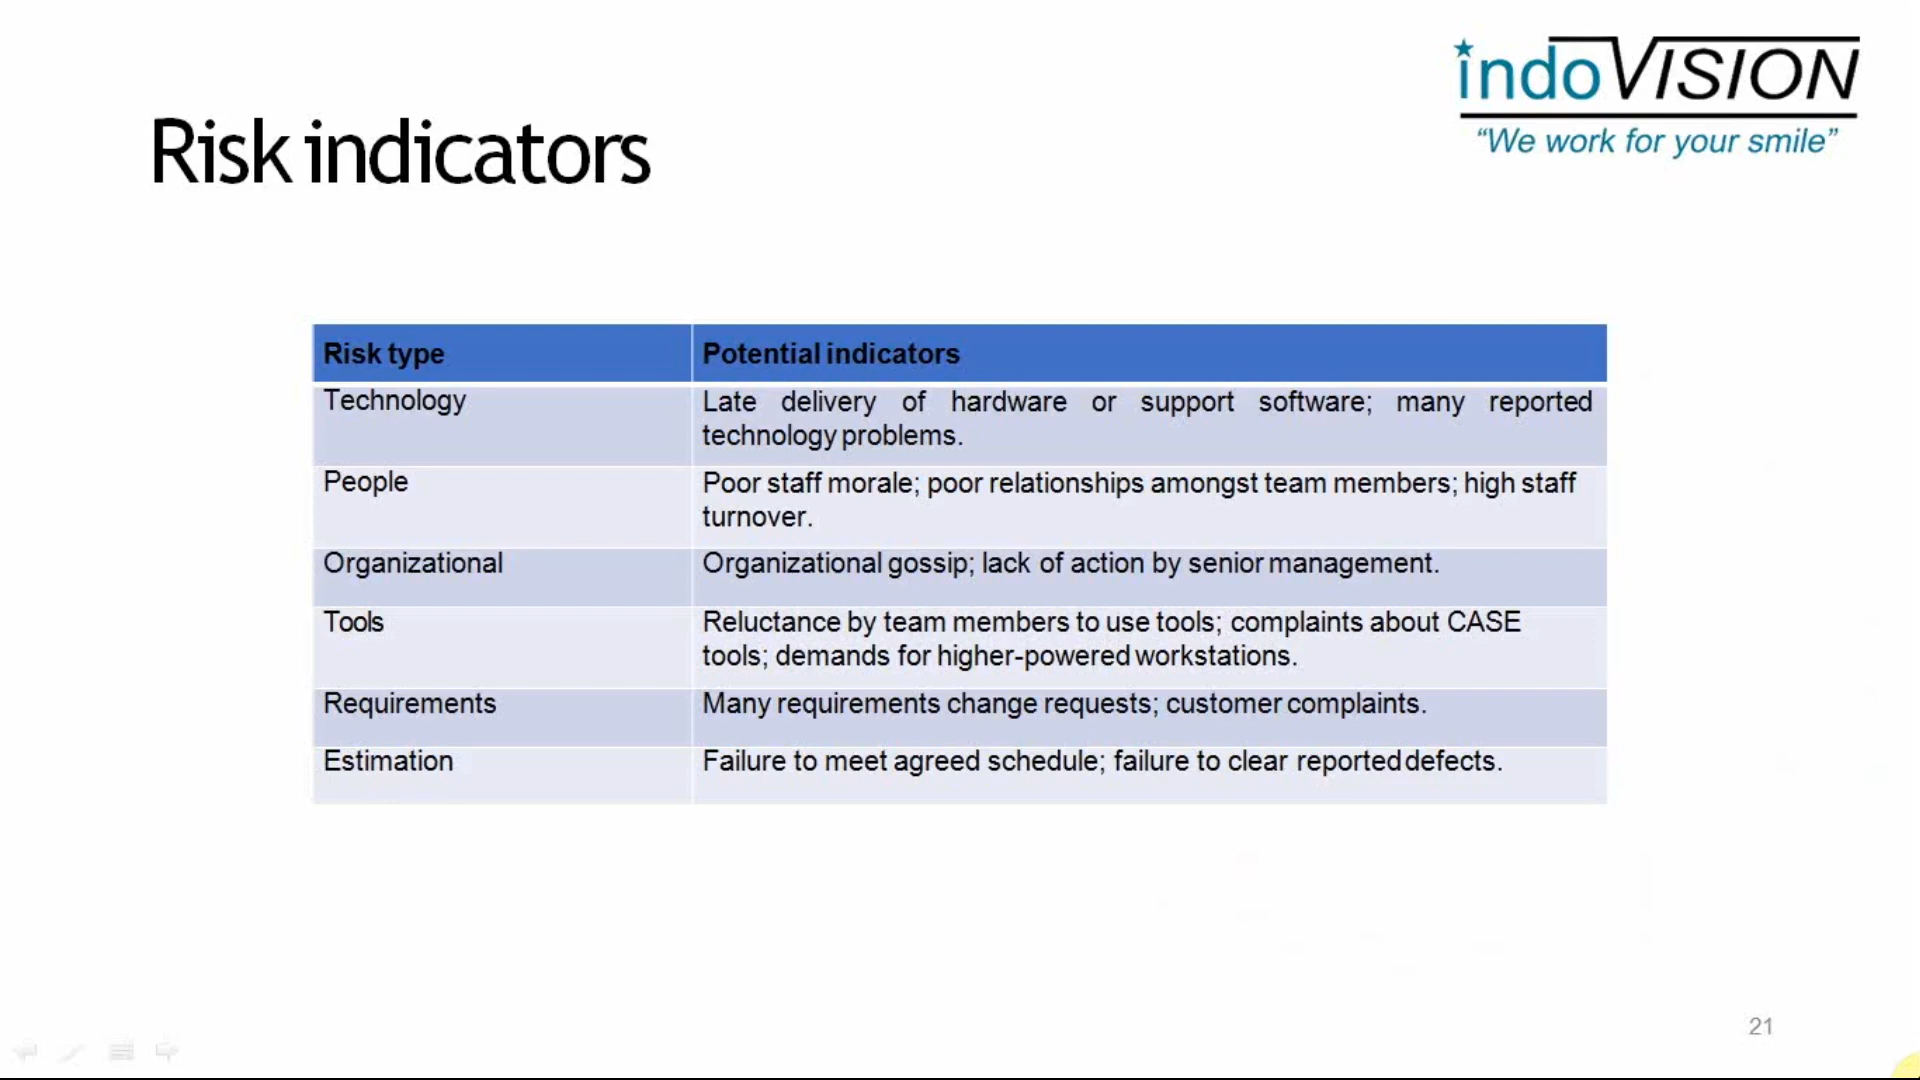 indoVISION
“We work for your smile”
Risk indicators
Risk type Potential indicators
Technology Late delivery of hardware or support software; many reported
technology problems.
People Poor staff morale; poor relationships amongst team members; high staff
turnover.
Organizational Organizational gossip; lack of action by senior management.
Tools Reluctance by team members to use tools; complaints about CASE
tools; demands for higher-powered workstations.
Requirements Many requirements change requests; customer complaints.
Estimation Failure to meet agreed schedule; failure to clear reported defects.
21